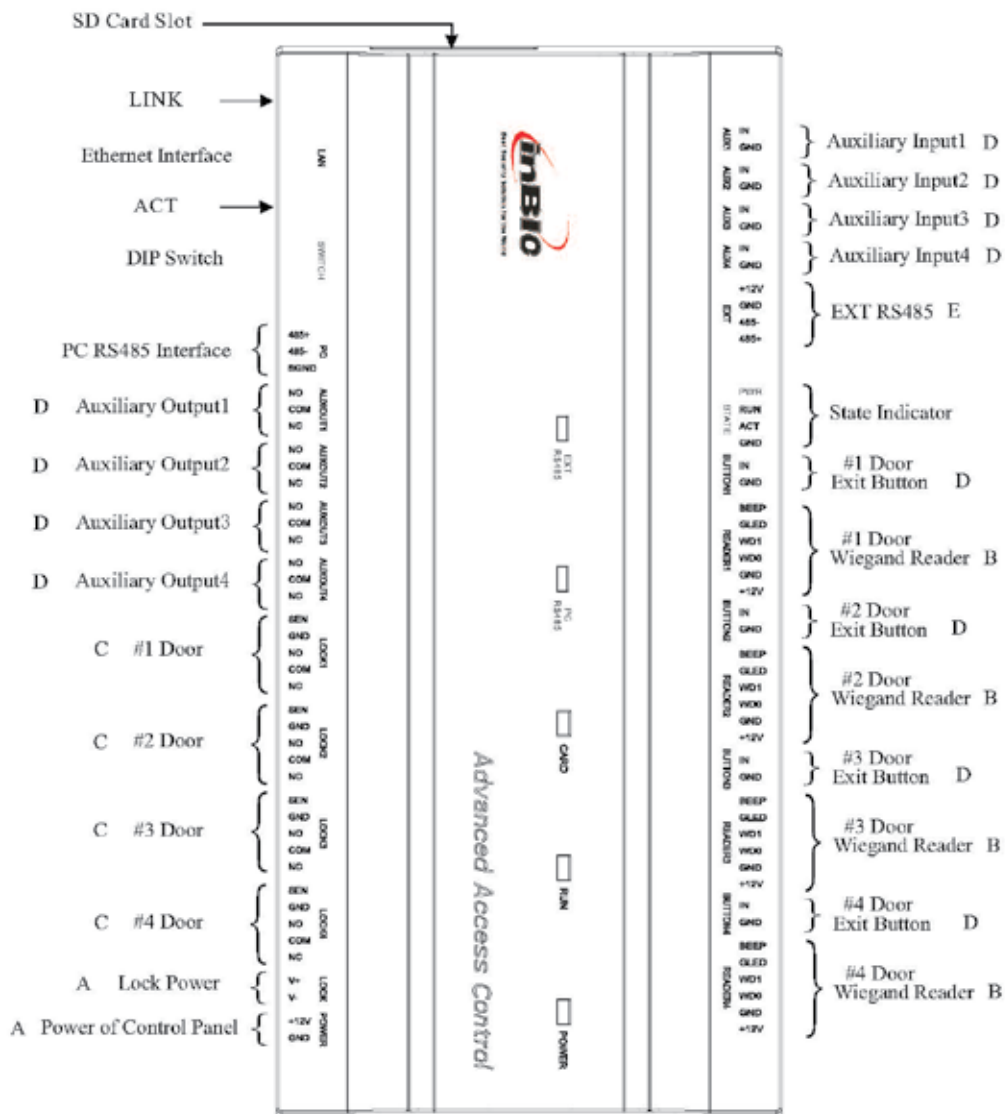 SD Card Slot
LINK
Ethernet Interface
ACT
DIP Switch
PC RS485 Interface
D Auxiliary Output1
D Auxiliary Output2
D Auxiliary Output3
D Auxiliary Output4
C #1 Door
C #2 Door
C #3 Door
C #4 Door
A Lock Power
A Power of Control Panel
LAN
SWITCH
485+
485-
SGND
PC
NO
COM
NC
AUXOUT1
NO
COM
NC
AUXOUT2
NO
COM
NC
AUXOUT3
NO
COM
NC
AUXOUT4
SEN
GND
NO
COM
NC
LOCK1
SEN
GND
NO
COM
NC
LOCK2
SEN
GND
NO
COM
NC
LOCK3
SEN
GND
NO
COM
NC
LOCK4
V+
V-
LOCK
+12V
GND
POWER
inBIO
Advanced Access Control
EXT
RS485
PC
RS485
CARD
RUN
POWER
AUX1
IN
GND
AUX2
IN
GND
AUX3
IN
GND
AUX4
IN
GND
EXT
+12V
GND
485-
485+
STATE
PWR
RUN
ACT
GND
BUTTON1
IN
GND
READER1
BEEP
GLED
WD1
WD0
GND
+12V
BUTTON2
IN
GND
READER2
BEEP
GLED
WD1
WD0
GND
+12V
BUTTON3
IN
GND
READER3
BEEP
GLED
WD1
WD0
GND
+12V
BUTTON4
IN
GND
READER4
BEEP
GLED
WD1
WD0
GND
+12V
Auxiliary Input1 D
Auxiliary Input2 D
Auxiliary Input3 D
Auxiliary Input4 D
EXT RS485 E
State Indicator
#1 Door
Exit Button D
#1 Door
Wiegand Reader B
#2 Door
Exit Button D
#2 Door
Wiegand Reader B
#3 Door
Exit Button D
#3 Door
Wiegand Reader B
#4 Door
Exit Button D
#4 Door
Wiegand Reader B